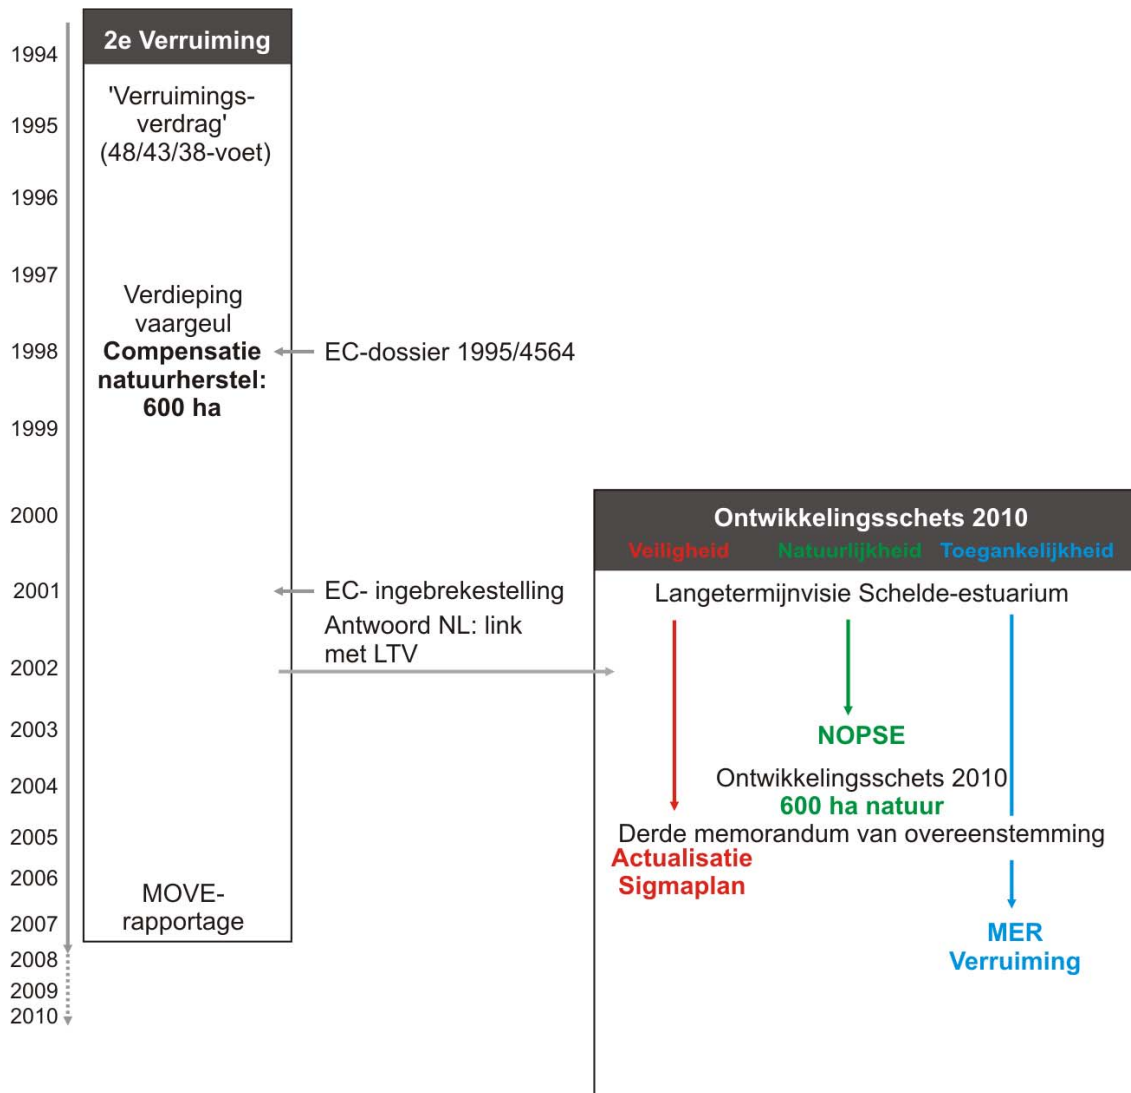 1994
1995
1996
1997
1998
1999
2000
2001
2002
2003
2004
2005
2006
2007
2008
2009
2010
2e Verruiming
'Verruimings-
verdrag'
(48/43/38-voet)
Verdieping
vaargeul
Compensatie
natuurherstel:
600 ha
MOVE-
rapportage
EC-dossier 1995/4564
EC- ingebrekestelling
Antwoord NL: link
met LTV
Ontwikkelingsschets 2010
Veiligheid Natuurlijkheid Toegankelijkheid
Langetermijnvisie Schelde-estuarium
NOPSE
Ontwikkelingsschets 2010
600 ha natuur
Derde memorandum van overeenstemming
Actualisatie
Sigmaplan
MER
Verruiming